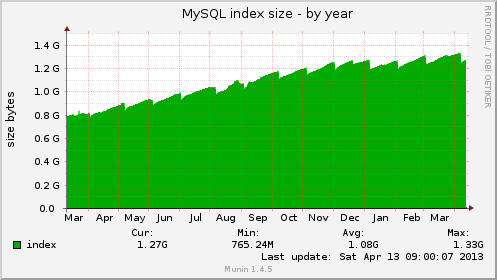 MySQL index size - by year
RRDTOOL / TOBI OETIKER
size bytes
1.4 G
1.2 G
1.0 G
0.8 G
0.6 G
0.4 G
0.2 G
0.0
Mar Apr May Jun Jul Aug Sep Oct Nov Dec Jan Feb Mar
Cur: Min: Avg: Max:
index 1.27G 765.24M 1.08G 1.33G
Last update: Sat Apr 13 09:00:07 2013
Munin 1.4.5